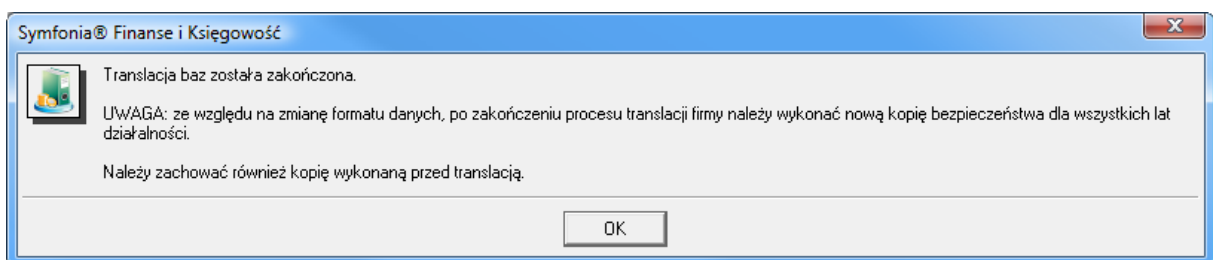 Symfonia® Finanse i Księgowość
Translacja baz została zakończona.
UWAGA: ze względu na zmianę formatu danych, po zakończeniu procesu translacji firmy należy wykonać nową kopię bezpieczeństwa dla wszystkich lat
działalności.
Należy zachować również kopię wykonaną przed translacją.
OK